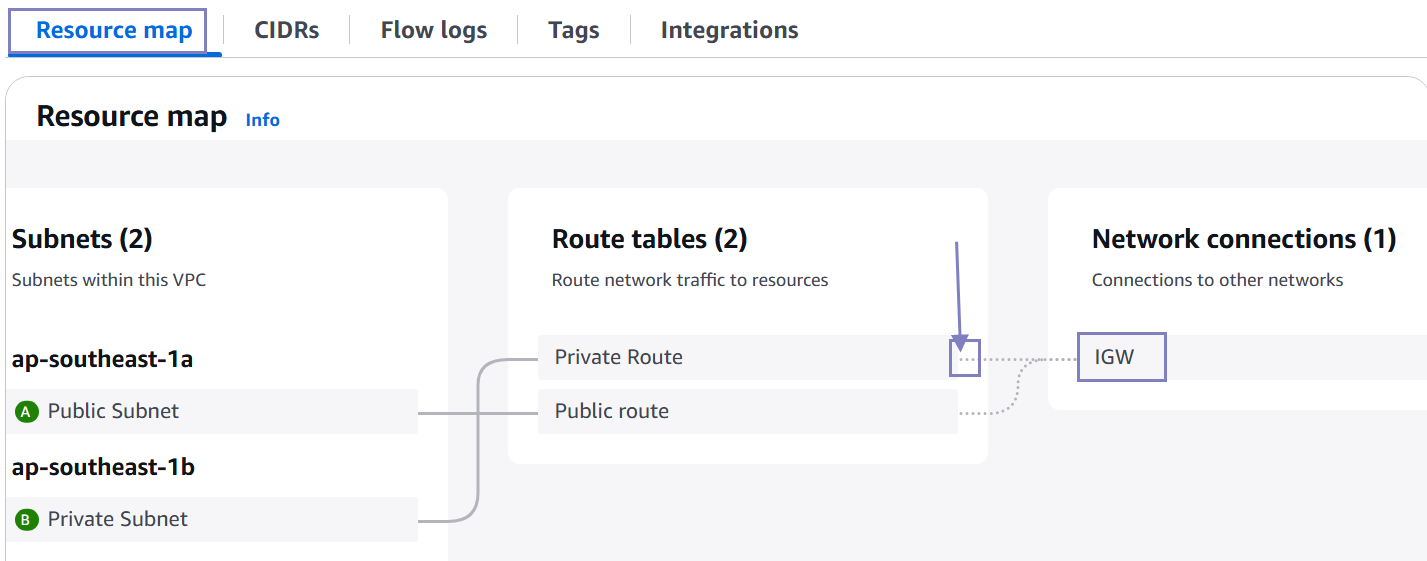 Resource map CIDRs Flow logs Tags Integrations
Resource map Info
Subnets (2)
Subnets within this VPC
ap-southeast-1a
A Public Subnet
ap-southeast-1b
B Private Subnet
Route tables (2)
Route network traffic to resources
Private Route
Public route
Network connections (1)
Connections to other networks
IGW